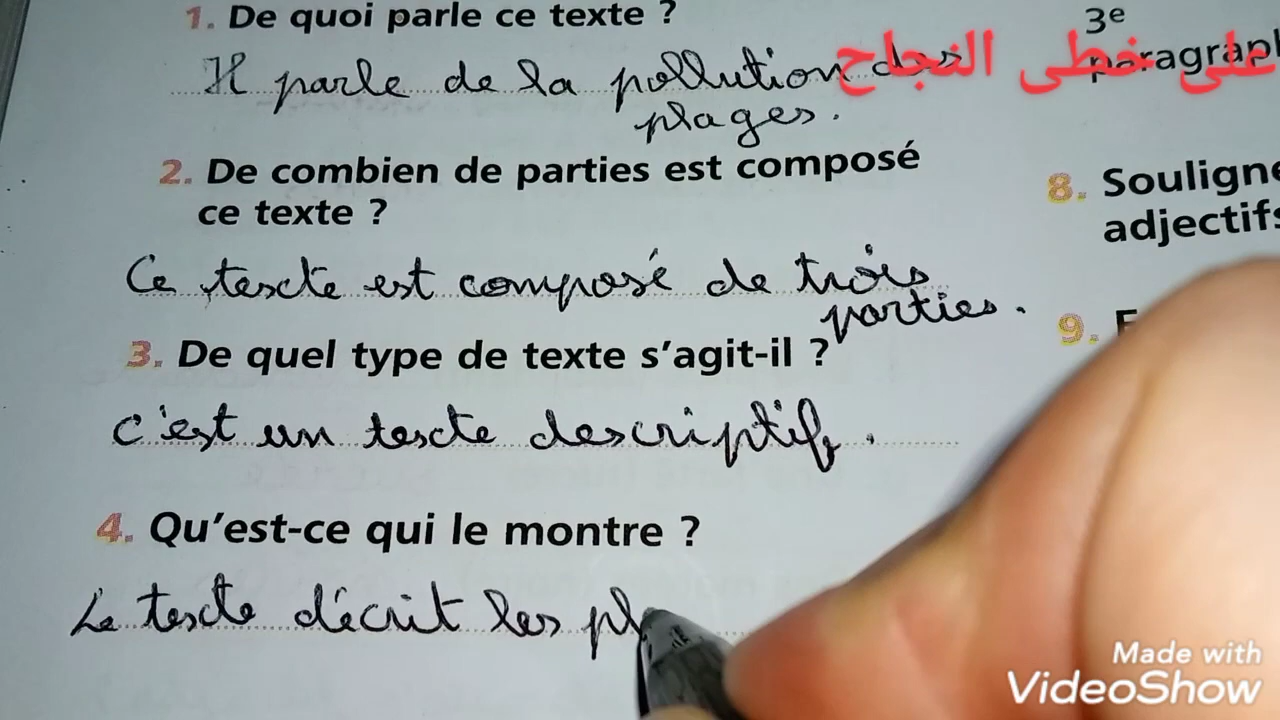 1. De quoi parle ce texte ?
Il parle de la pollution des
plages.
2. De combien de parties est composé
ce texte ?
Ce texte est composé de trois
parties.
3. De quel type de texte s'agit-il ?
C'est un texte descriptif.
4. Qu'est-ce qui le montre ?
Le texte décrit les pl
3e
paragraph
على خطى النجاح
8. Souligne
adjectifs
9. E
Made with
VideoShow